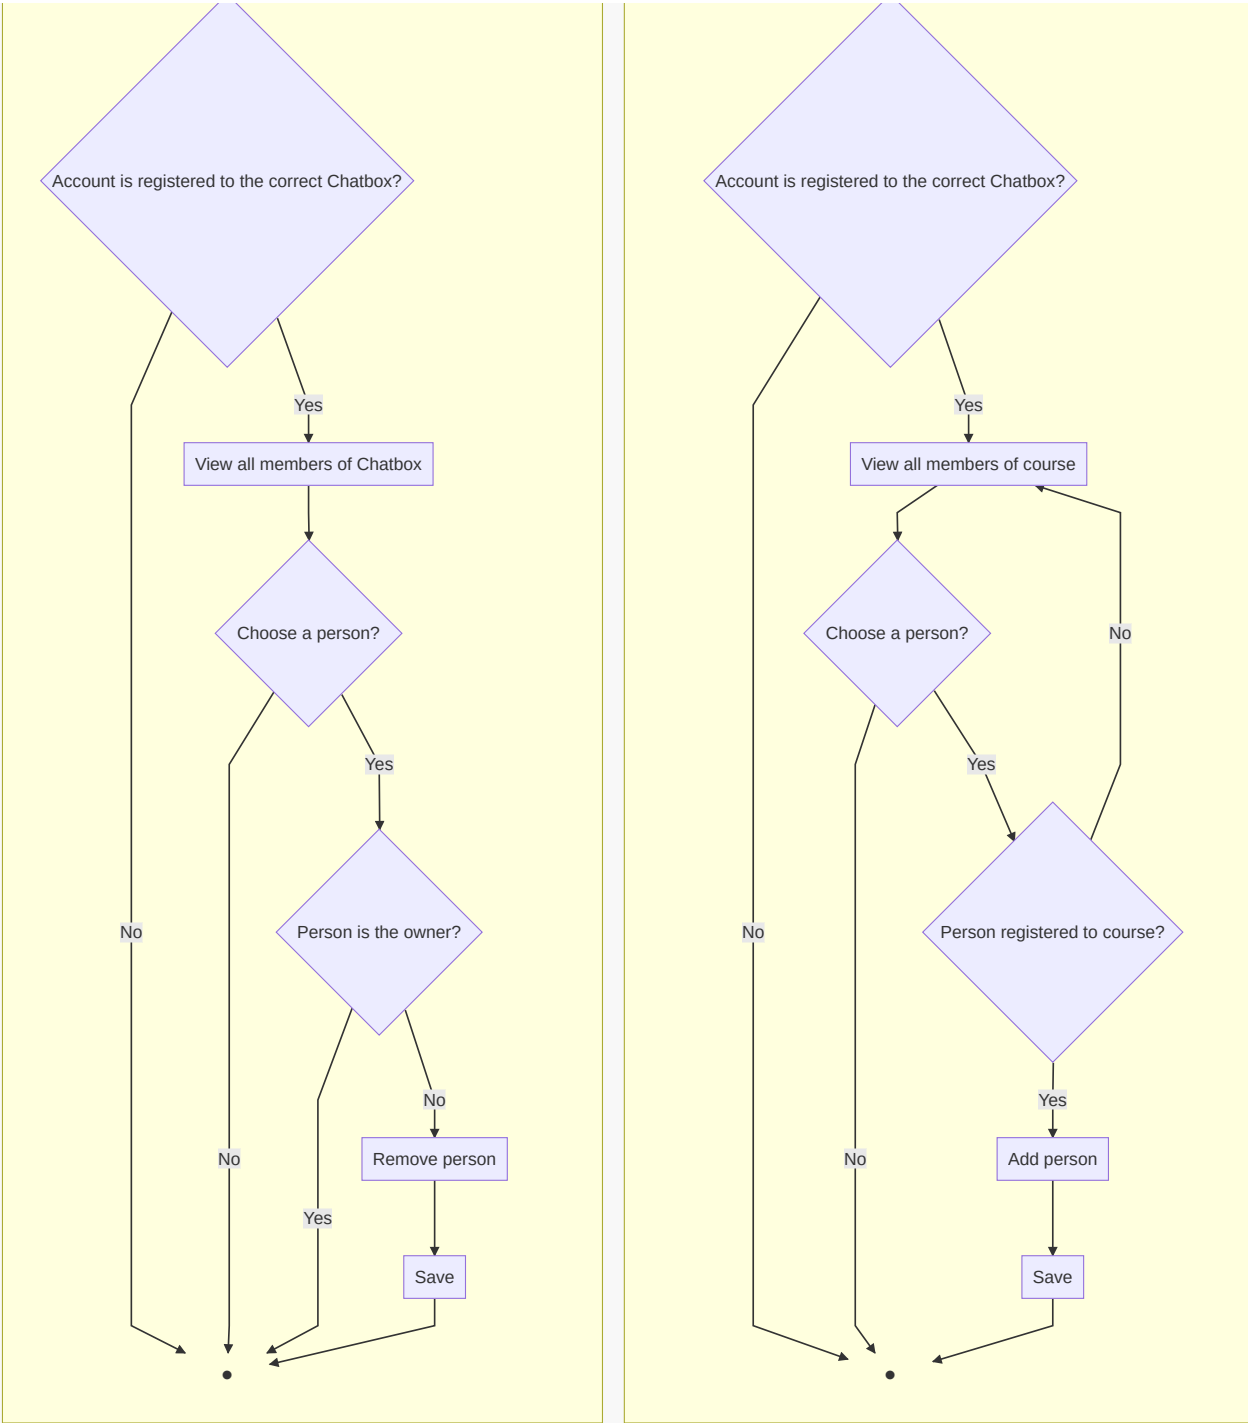 Account is registered to the correct Chatbox?
Yes
View all members of Chatbox
Choose a person?
Yes
No
Person is the owner?
No
No
Remove person
Yes
Save
Account is registered to the correct Chatbox?
Yes
View all members of course
Choose a person?
No
Yes
No
Person registered to course?
Yes
No
Add person
Save